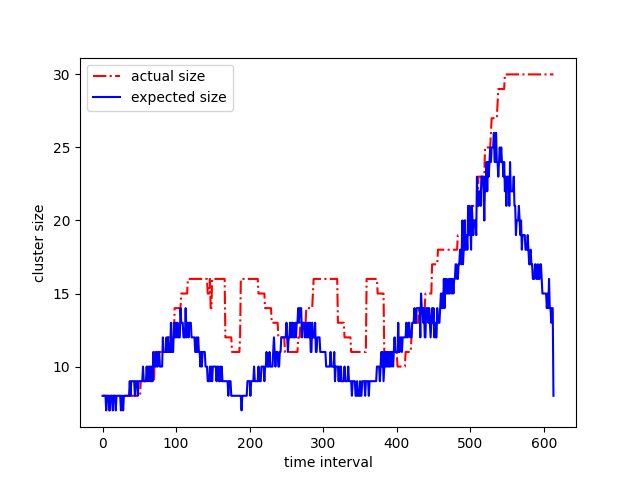 actual size
expected size
30
25
20
15
10
cluster size
0 100 200 300 400 500 600
time interval